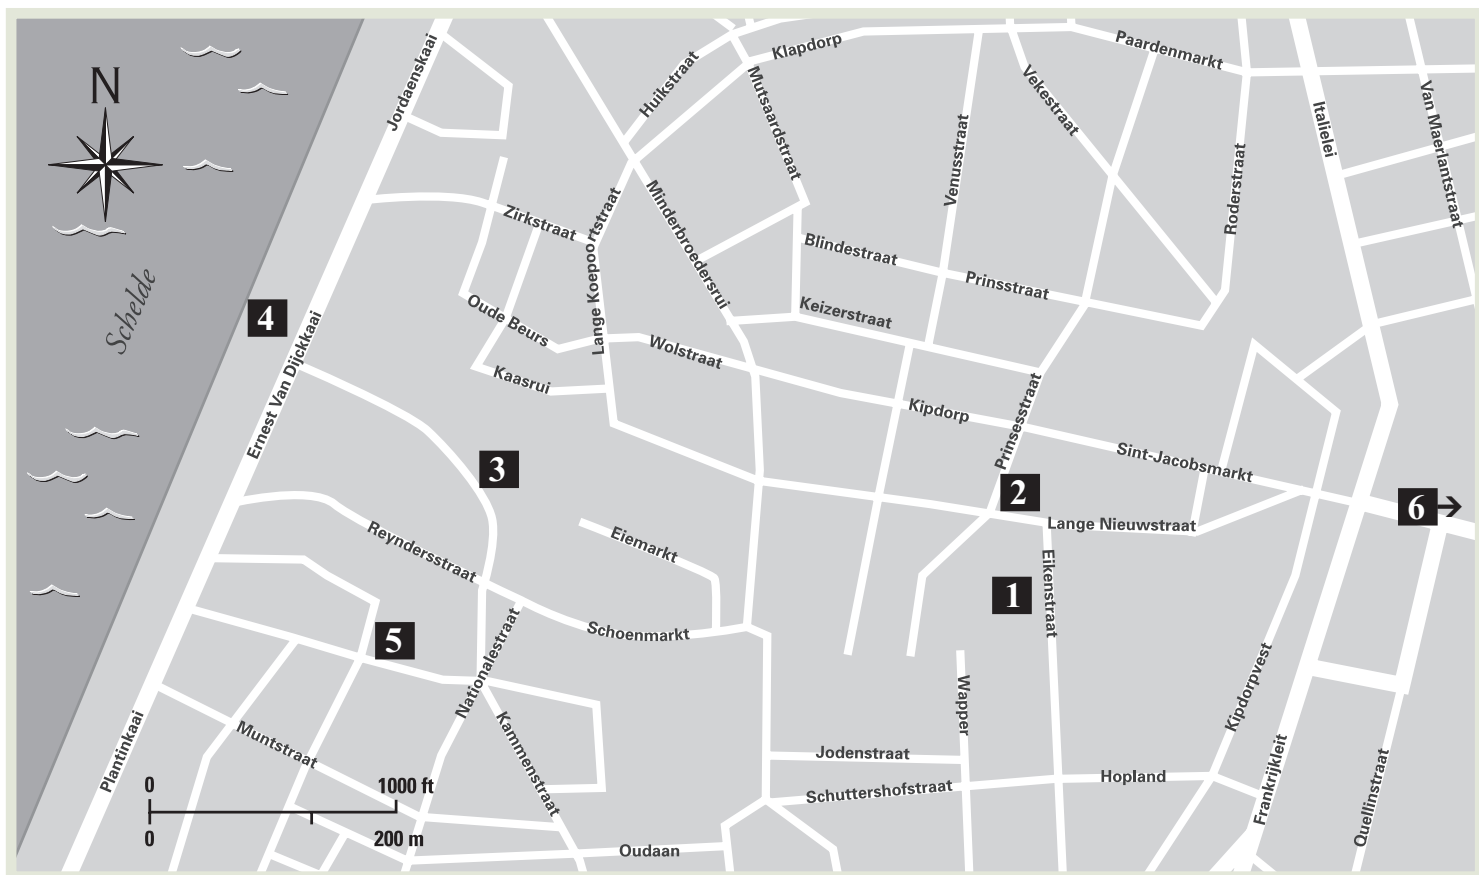 N
Schelde
Jordaenskaai
Huikstraat
Klapdorp
Mutsaardstraat
Paardenmarkt
Vekestraat
Venusstraat
Italielei
Van Maerlantstraat
Roderstraat
Zirkstraat
Lange Koepoortstraat
Minderbroedersrui
Blindestraat
Prinsstraat
4
Ernest Van Dijckkaai
Oude Beurs
Keizerstraat
Wolstraat
Kaasrui
Kipdorp
Prinsesstraat
Sint-Jacobsmarkt
3
2
6
Lange Nieuwstraat
Reyndersstraat
Eiemarkt
Eikenstraat
1
Schoenmarkt
5
Nationalestraat
Wapper
Kipdorpvest
Plantinkaai
Muntstraat
Kammenstraat
Jodenstraat
Hopland
Schuttershofstraat
Frankrijkleit
Quellinstraat
Oudaan
0
1000 ft
0
200 m